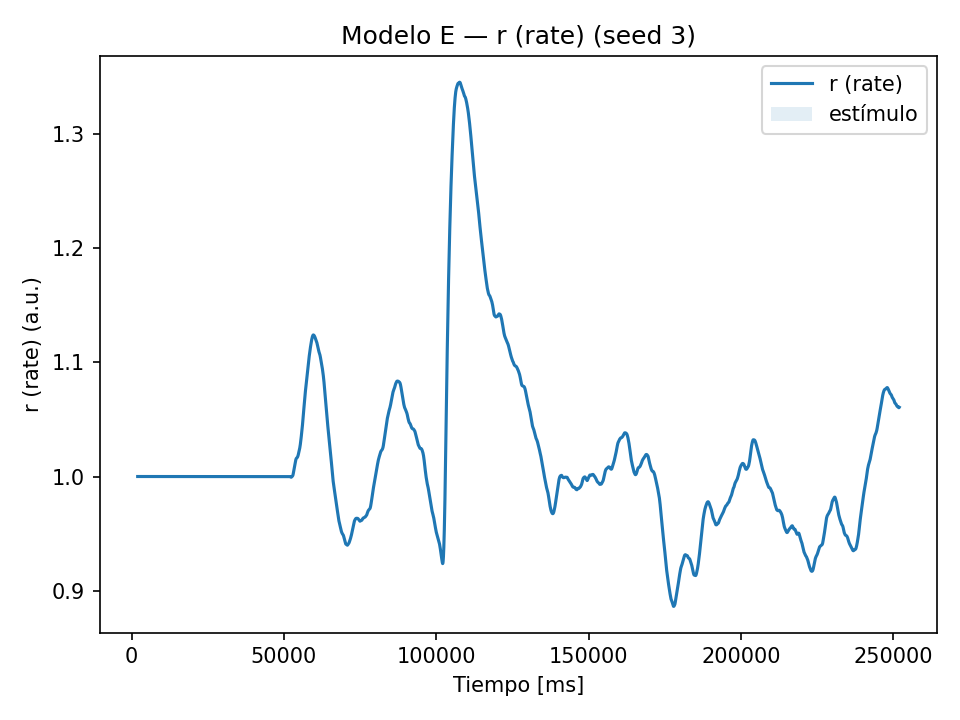 Modelo E — r (rate) (seed 3)
r (rate)
estímulo
1.3
1.2
1.1
1.0
0.9
r (rate) (a.u.)
0 50000 100000 150000 200000 250000
Tiempo [ms]